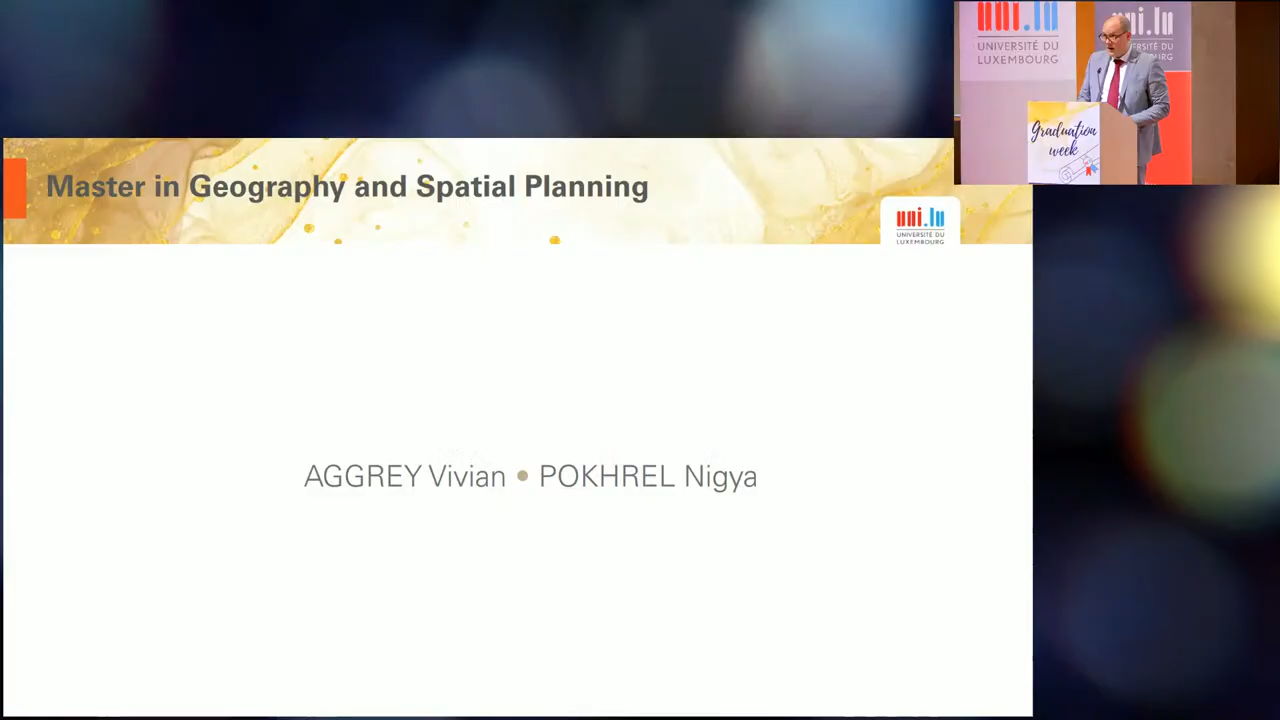 uni.lu
UNIVERSITÉ DU
LUXEMBOURG
uni.lu
Graduation
week
Master in Geography and Spatial Planning
uni.lu
UNIVERSITÉ DU
LUXEMBOURG
AGGREY Vivian • POKHREL Nigya